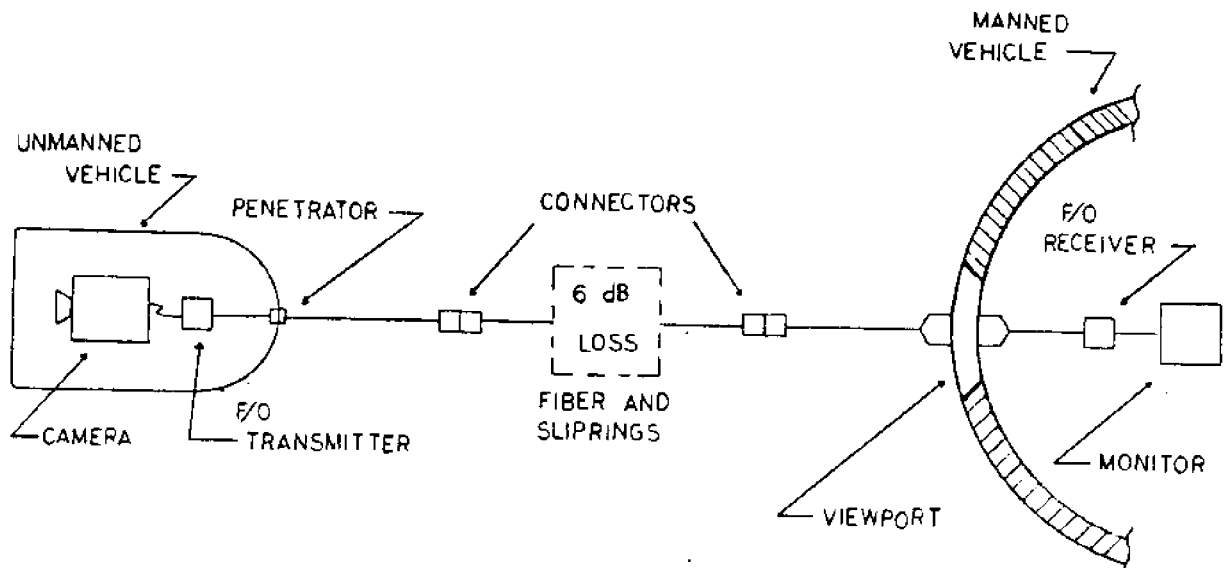 MANNED
VEHICLE
UNMANNED
VEHICLE
PENETRATOR
CONNECTORS
F/O
RECEIVER
6 dB
LOSS
FIBER AND
SLIPRINGS
F/O
TRANSMITTER
CAMERA
MONITOR
VIEWPORT